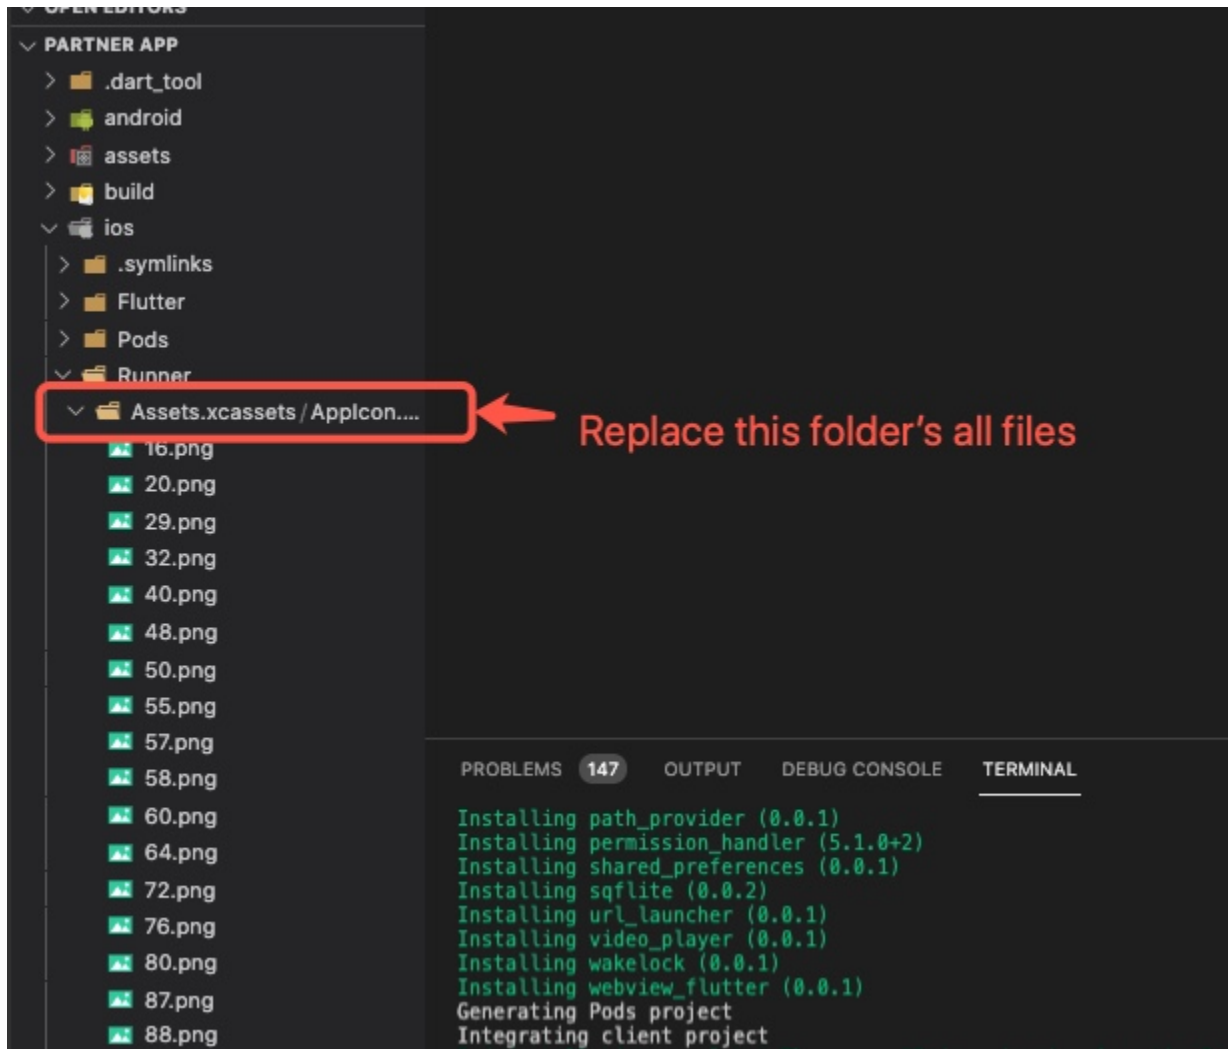 OPEN EDITORS
PARTNER APP
.dart_tool
android
assets
build
ios
.symlinks
Flutter
Pods
Runner
Assets.xcassets / AppIcon....
16.png
20.png
29.png
32.png
40.png
48.png
50.png
55.png
57.png
58.png
60.png
64.png
72.png
76.png
80.png
87.png
88.png
Replace this folder's all files
PROBLEMS 147 OUTPUT DEBUG CONSOLE TERMINAL
Installing path_provider (0.0.1)
Installing permission_handler (5.1.0+2)
Installing shared_preferences (0.0.1)
Installing sqflite (0.0.2)
Installing url_launcher (0.0.1)
Installing video_player (0.0.1)
Installing wakelock (0.0.1)
Installing webview_flutter (0.0.1)
Generating Pods project
Integrating client project